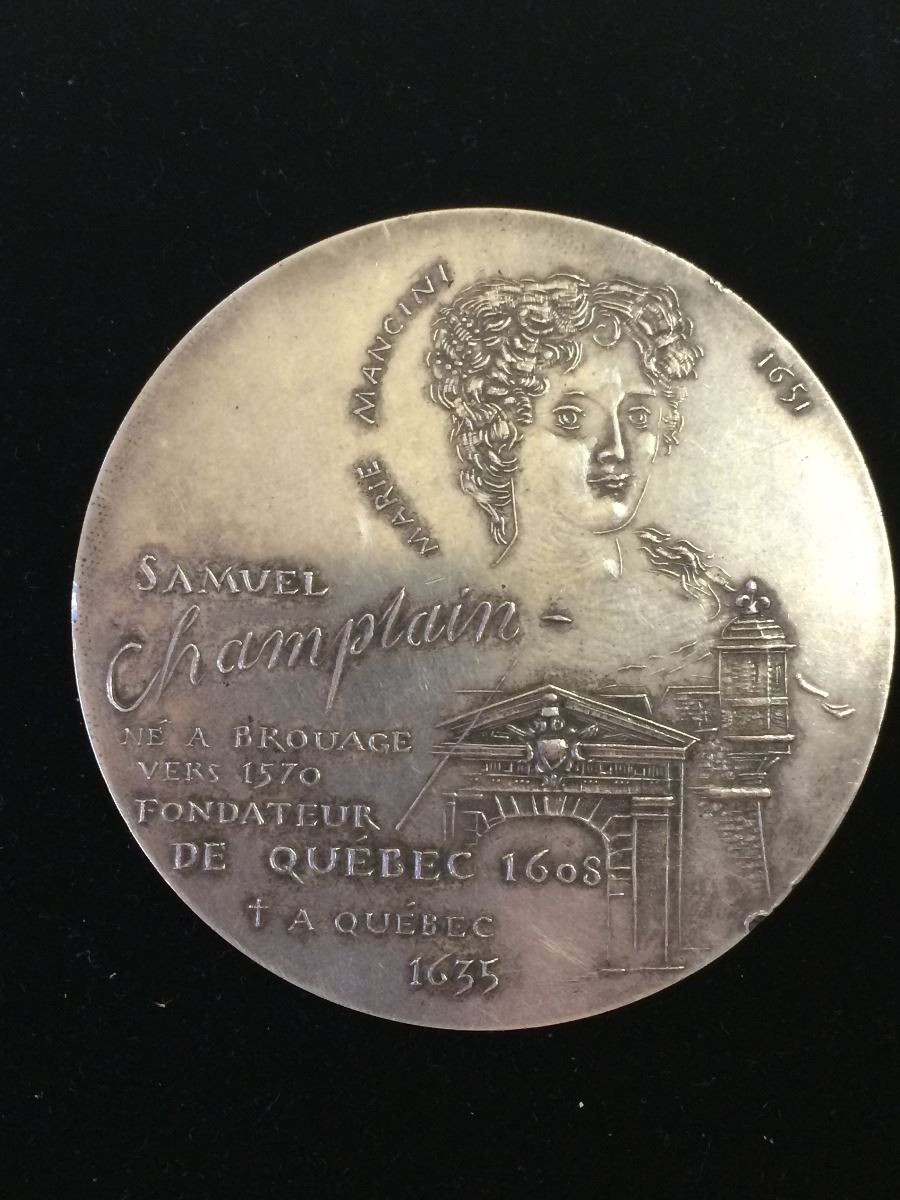 MARIE MANCINI
1651
SAMUEL
Champlain
NÉ A BROUAGE
VERS 1570
FONDATEUR
DE QUÉBEC 1608
† A QUÉBEC
1635